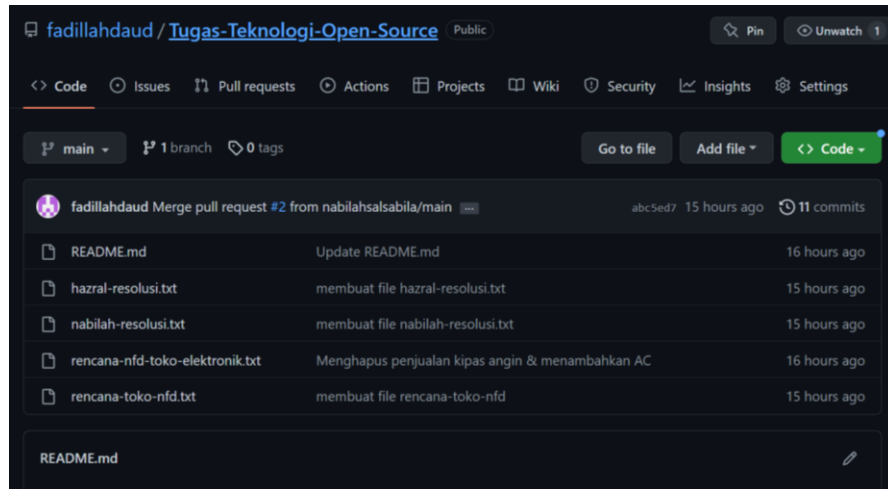 fadillahdaud / Tugas-Teknologi-Open-Source Public Pin Unwatch 1
<> Code Issues Pull requests Actions Projects Wiki Security Insights Settings
main 1 branch 0 tags Go to file Add file <> Code
fadillahdaud Merge pull request #2 from nabilahsalsabila/main ... abc5ed7 15 hours ago 11 commits
README.md Update README.md 16 hours ago
hazral-resolusi.txt membuat file hazral-resolusi.txt 15 hours ago
nabilah-resolusi.txt membuat file nabilah-resolusi.txt 15 hours ago
rencana-nfd-toko-elektronik.txt Menghapus penjualan kipas angin & menambahkan AC 16 hours ago
rencana-toko-nfd.txt membuat file rencana-toko-nfd 15 hours ago
README.md